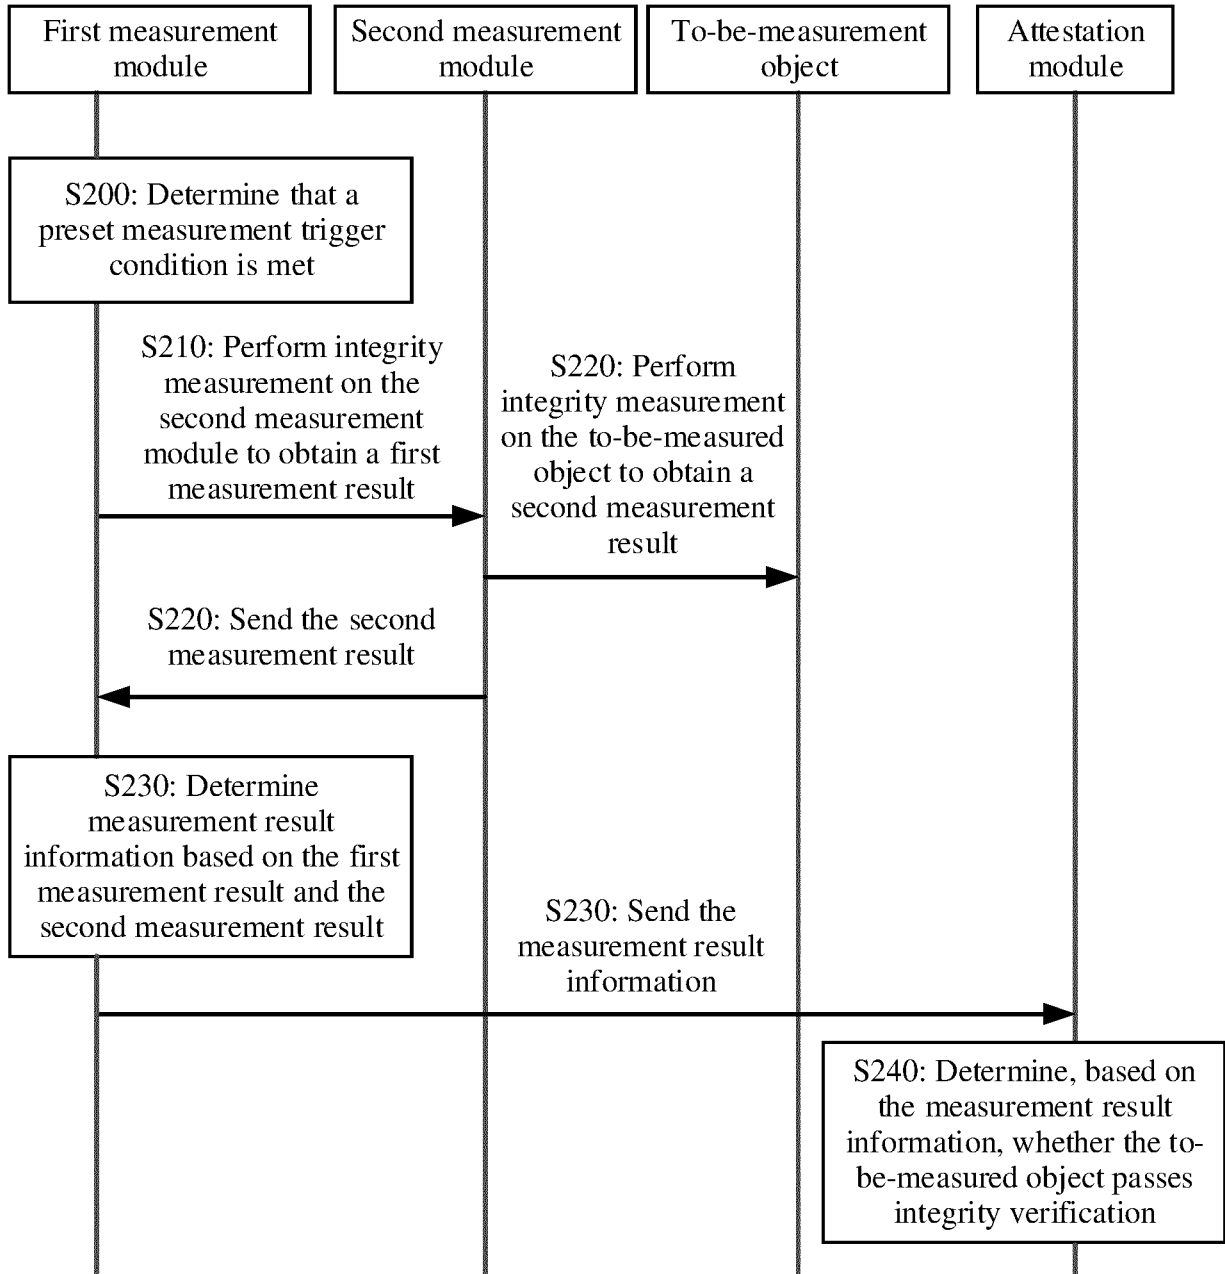 First measurement
module
Second measurement
module
To-be-measurement
object
Attestation
module
S200: Determine that a
preset measurement trigger
condition is met
S210: Perform integrity
measurement on the
second measurement
module to obtain a first
measurement result
S220: Perform
integrity measurement
on the to-be-measured
object to obtain a
second measurement
result
S220: Send the second
measurement result
S230: Determine
measurement result
information based on the first
measurement result and the
second measurement result
S230: Send the
measurement result
information
S240: Determine, based on
the measurement result
information, whether the to-
be-measured object passes
integrity verification